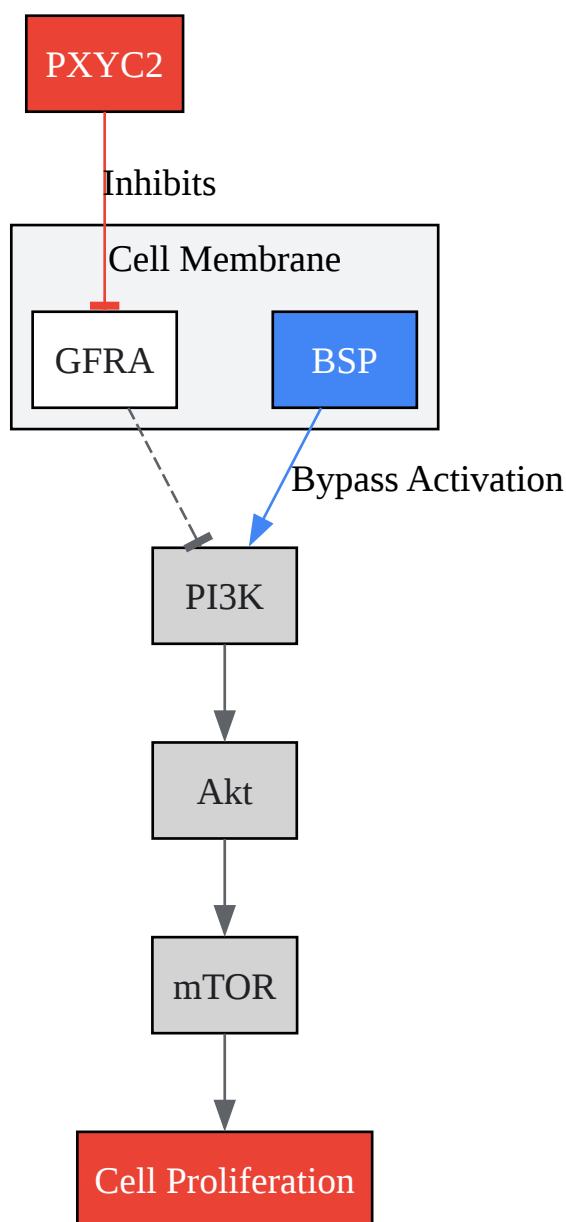 PXYC2
Inhibits
Cell Membrane
GFRA
BSP
Bypass Activation
PI3K
Akt
mTOR
Cell Proliferation